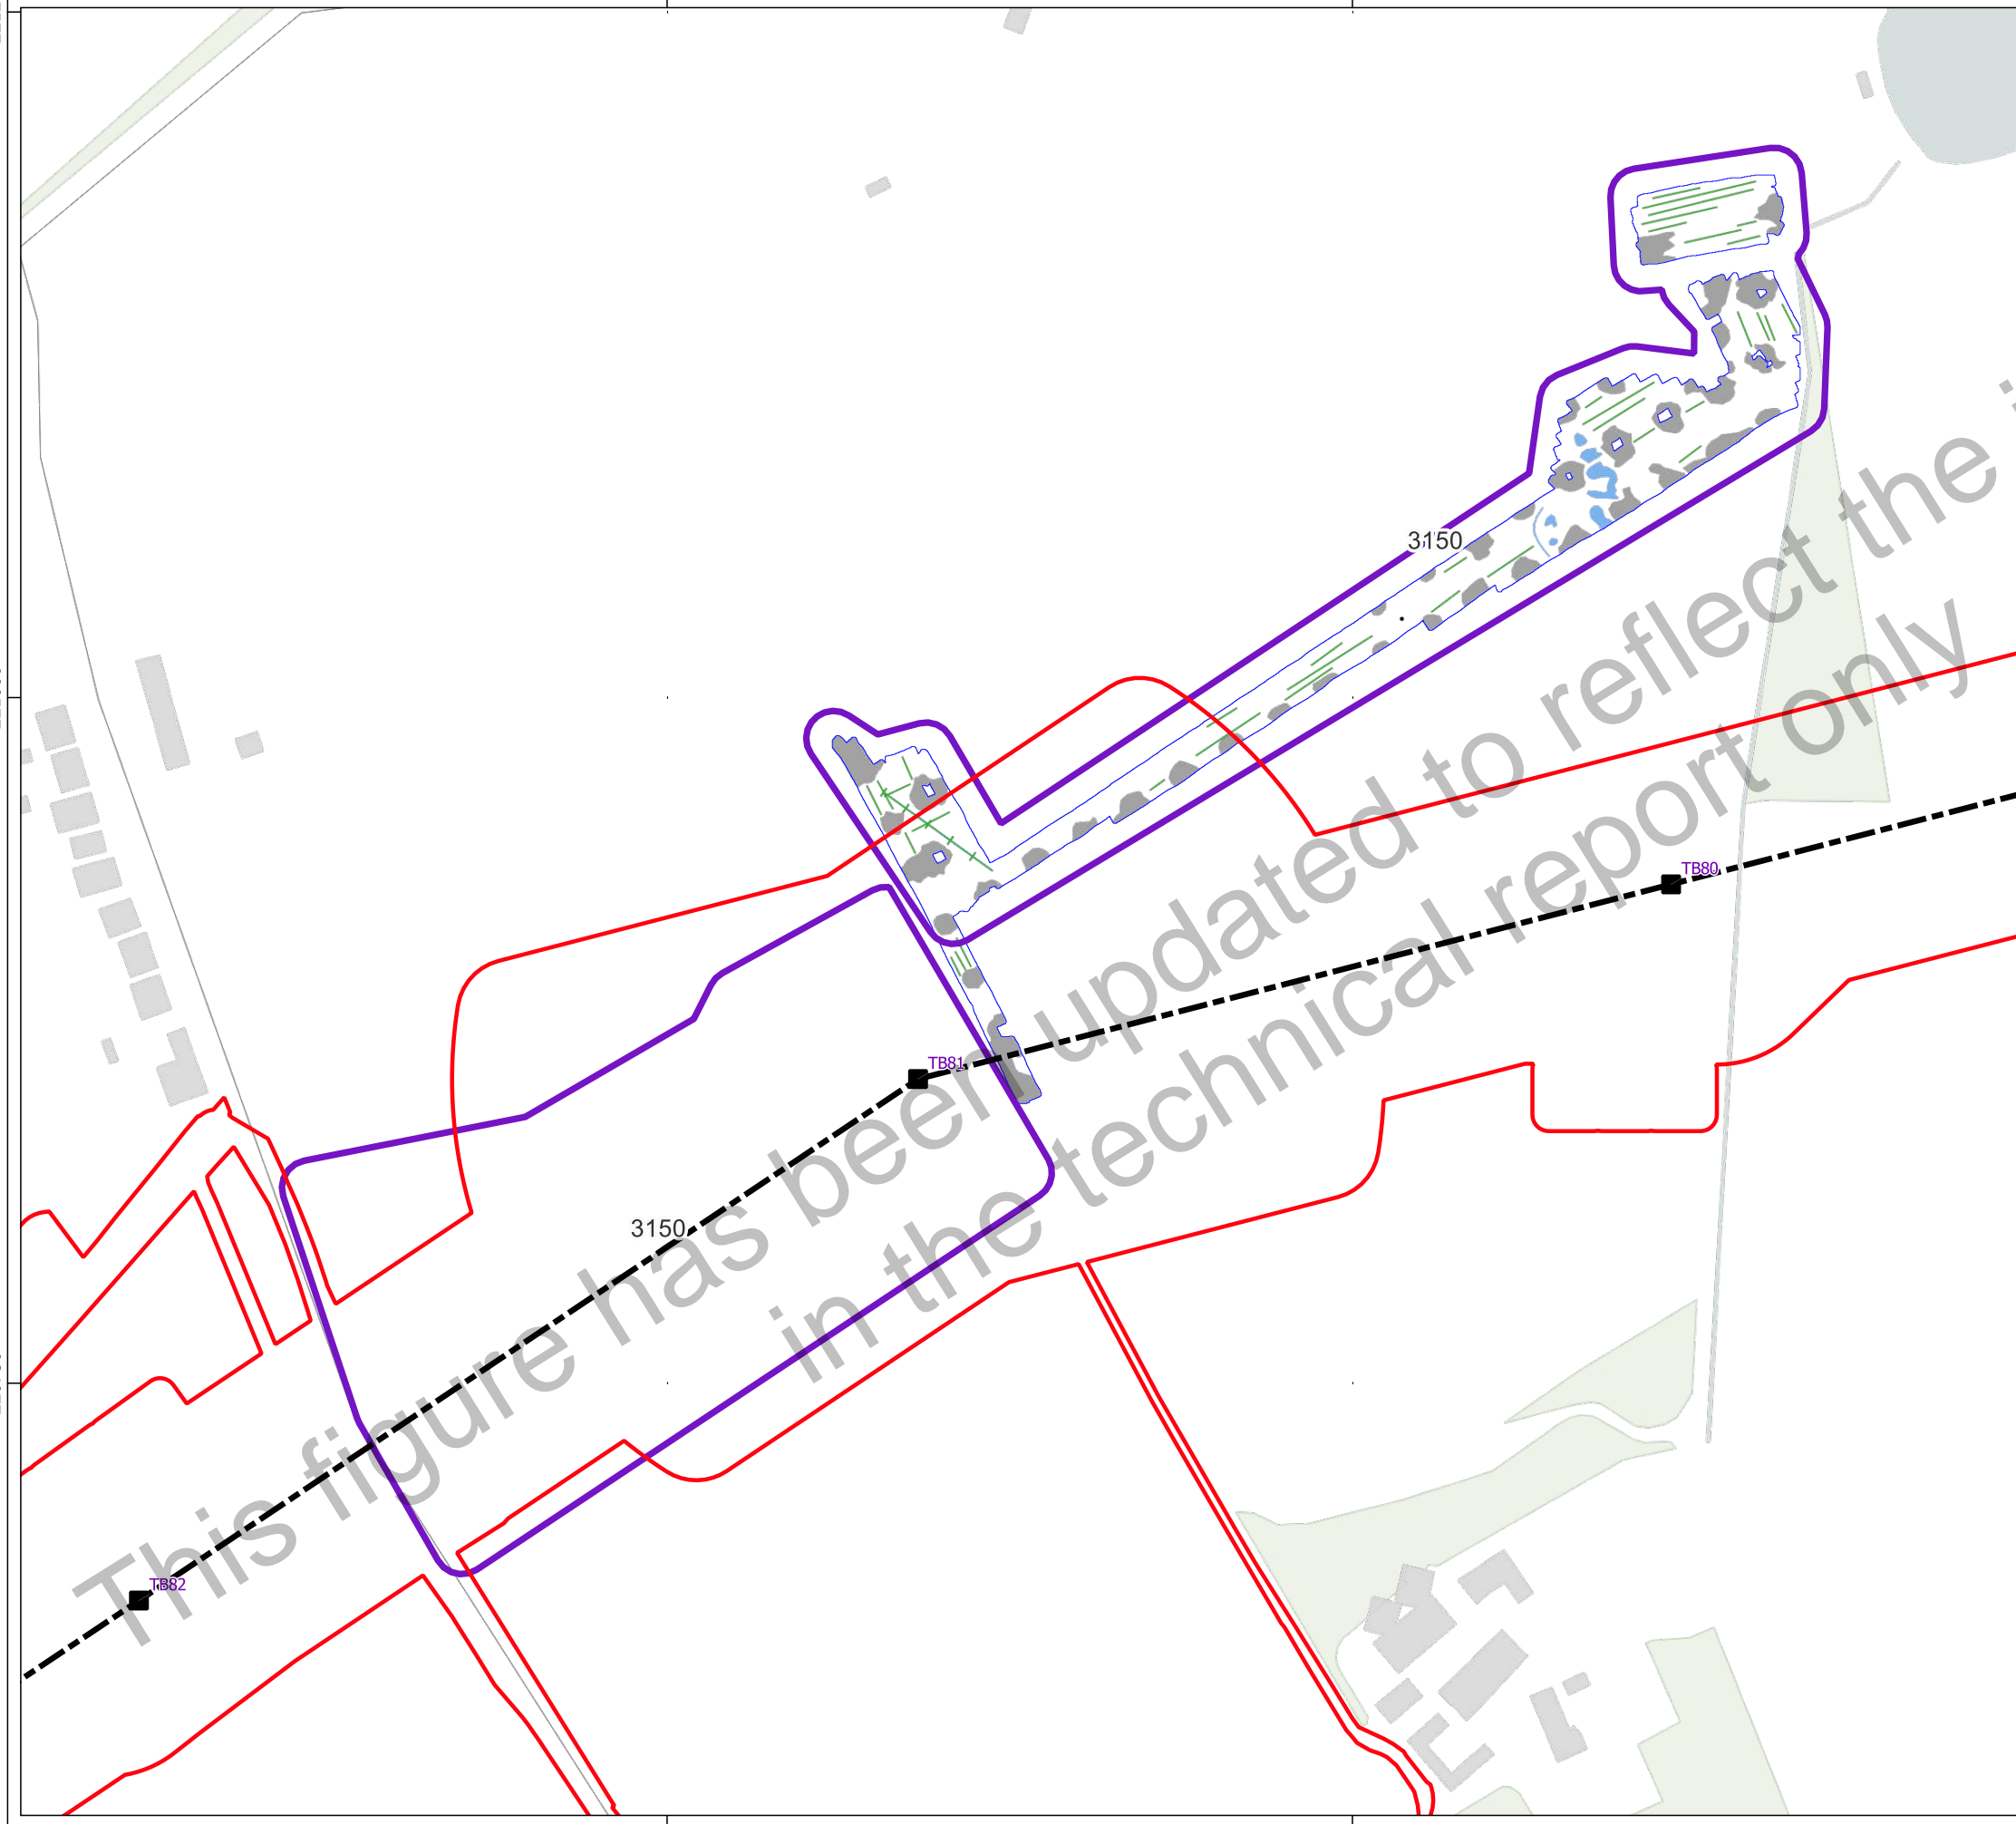 3150
TB80
TB81
3150
TB82
This figure has been updated to reflect the
in the technical report only